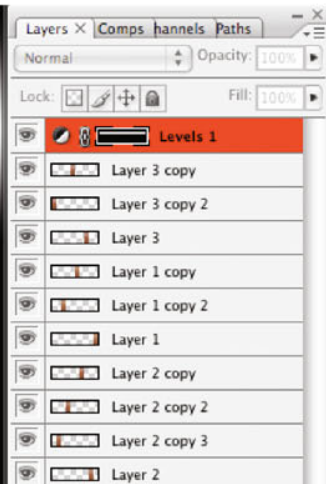 Layers × Comps hannels Paths
Normal Opacity: 100%
Lock: Fill: 100%
Levels 1
Layer 3 copy
Layer 3 copy 2
Layer 3
Layer 1 copy
Layer 1 copy 2
Layer 1
Layer 2 copy
Layer 2 copy 2
Layer 2 copy 3
Layer 2